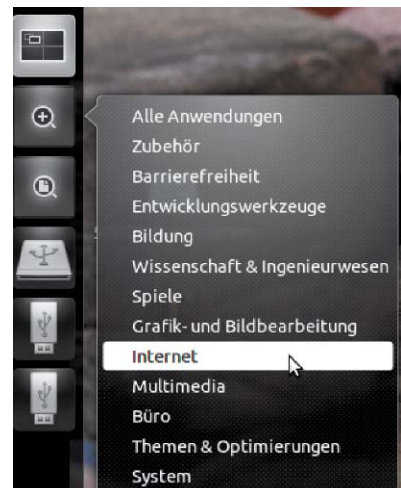 Alle Anwendungen
Zubehör
Barrierefreiheit
Entwicklungswerkzeuge
Bildung
Wissenschaft & Ingenieurwesen
Spiele
Grafik- und Bildbearbeitung
Internet
Multimedia
Büro
Themen & Optimierungen
System